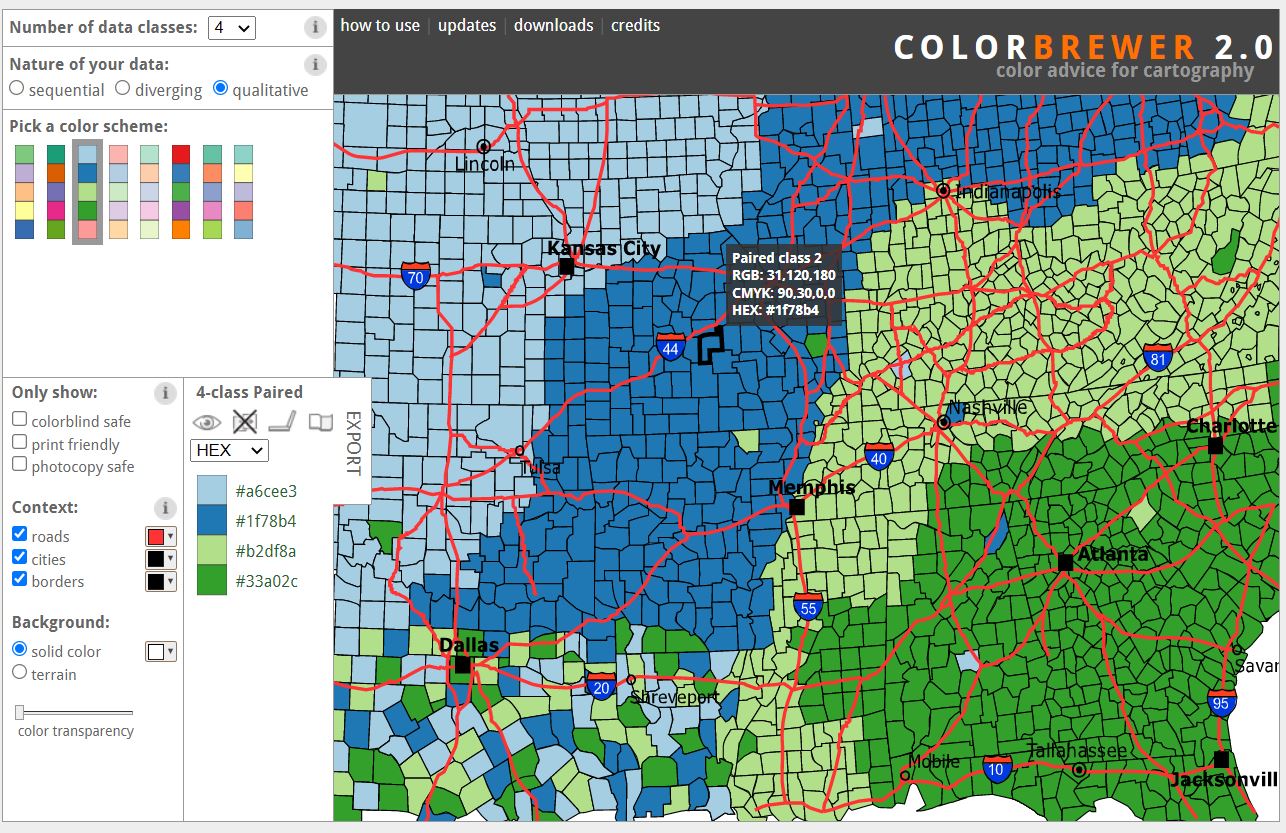 Number of data classes: 4 i
how to use | updates | downloads | credits
COLORBREWER 2.0
color advice for cartography
Nature of your data: i
sequential diverging qualitative
Pick a color scheme:
Lincoln
Indianapolis
Kansas City
70
Paired class 2
RGB: 31,120,180
CMYK: 90,30,0,0
HEX: #1f78b4
44
81
Only show: i
colorblind safe
print friendly
photocopy safe
4-class Paired
HEX
EXPORT
#a6cee3
#1f78b4
#b2df8a
#33a02c
Context: i
roads
cities
borders
Background:
solid color
terrain
color transparency
Nashville
Charlotte
40
Tulsa
Memphis
Atlanta
55
Dallas
20
Shreveport
Savar
95
Mobile
10
Tallahassee
Jacksonvill